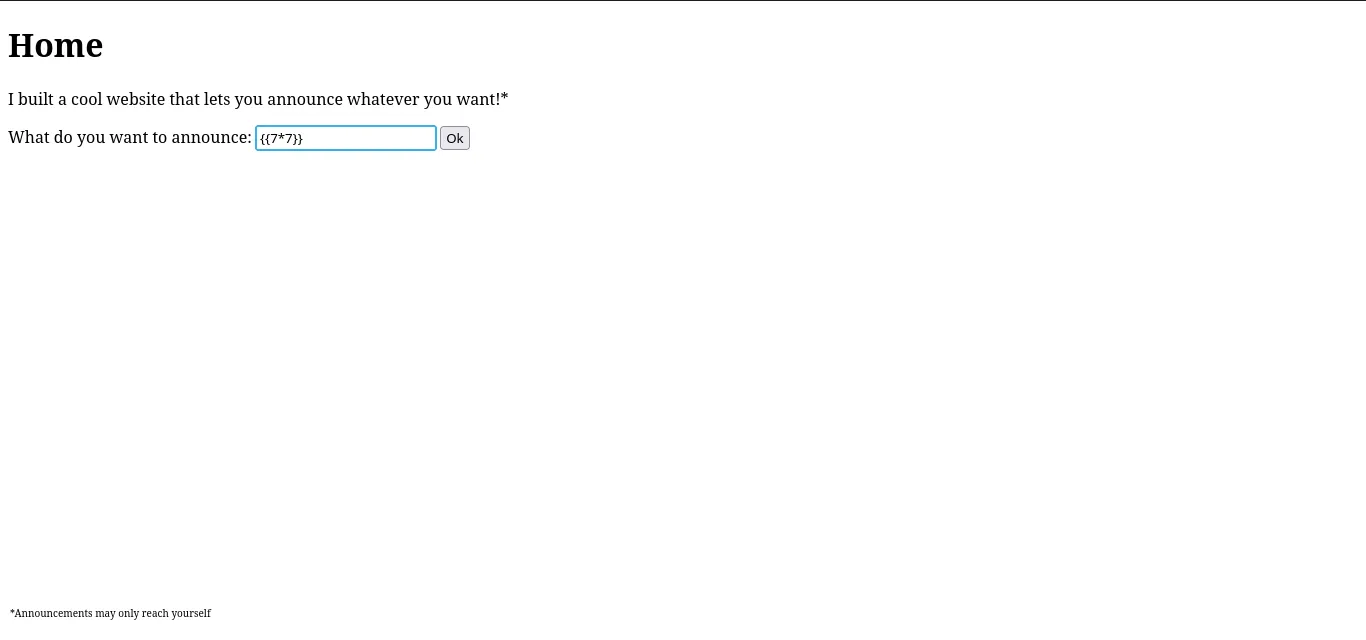 Home
I built a cool website that lets you announce whatever you want!*
What do you want to announce: {{7*7}} Ok
*Announcements may only reach yourself